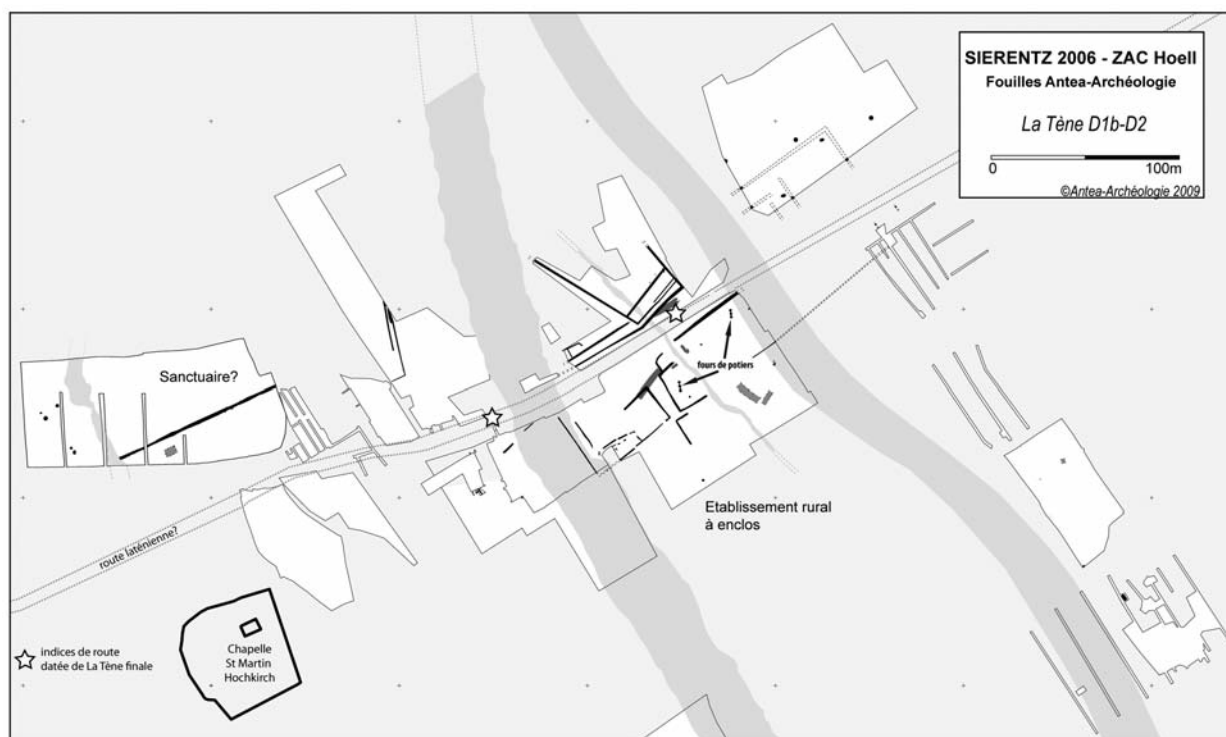 SIERENTZ 2006 - ZAC Hoell
Fouilles Antea-Archéologie
La Tène D1b-D2
0
100m
©Antea-Archéologie 2009
Sanctuaire?
fours de potiers
Etablissement rural
à enclos
route laténienne?
Chapelle
St Martin
Hochkirch
indices de route
datée de La Tène finale